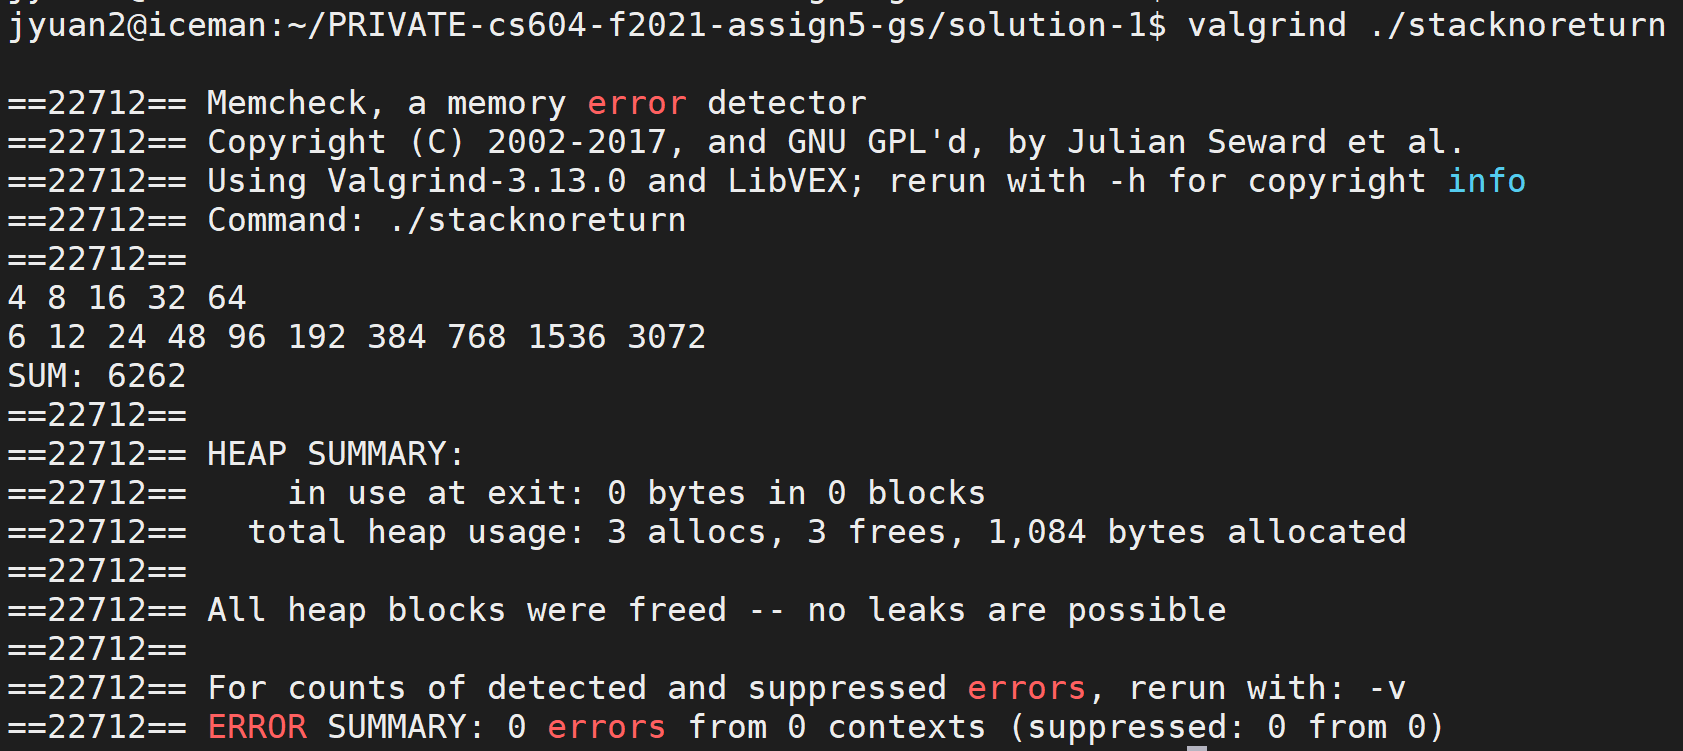 jyuan2@iceman:~/PRIVATE-cs604-f2021-assign5-gs/solution-1$ valgrind ./stacknoreturn
==22712== Memcheck, a memory error detector
==22712== Copyright (C) 2002-2017, and GNU GPL'd, by Julian Seward et al.
==22712== Using Valgrind-3.13.0 and LibVEX; rerun with -h for copyright info
==22712== Command: ./stacknoreturn
==22712==
4 8 16 32 64
6 12 24 48 96 192 384 768 1536 3072
SUM: 6262
==22712==
==22712== HEAP SUMMARY:
==22712==     in use at exit: 0 bytes in 0 blocks
==22712==   total heap usage: 3 allocs, 3 frees, 1,084 bytes allocated
==22712==
==22712== All heap blocks were freed -- no leaks are possible
==22712==
==22712== For counts of detected and suppressed errors, rerun with: -v
==22712== ERROR SUMMARY: 0 errors from 0 contexts (suppressed: 0 from 0)